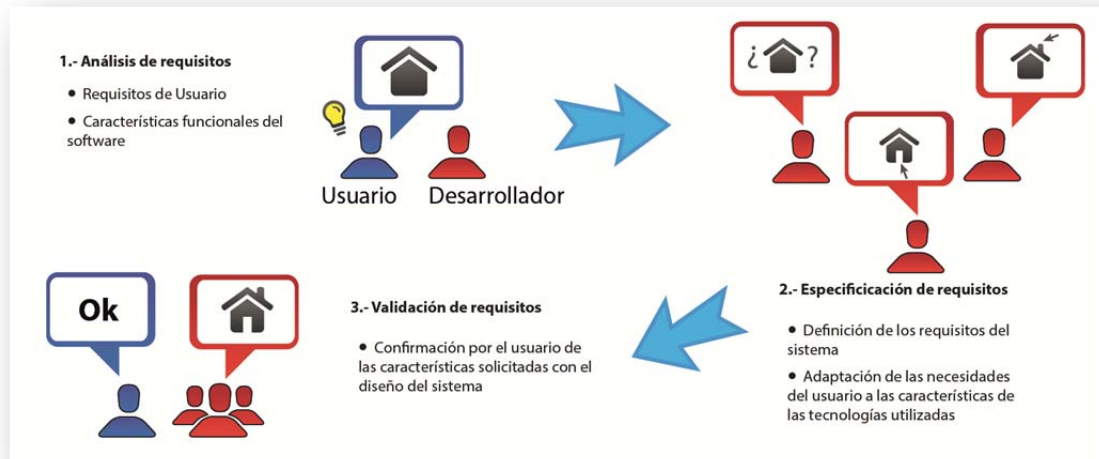 1.- Análisis de requisitos
• Requisitos de Usuario
• Características funcionales del
software
Usuario
Desarrollador
¿ ?
2.- Especificicación de requisitos
• Definición de los requisitos del
sistema
• Adaptación de las necesidades
del usuario a las características de
las tecnologías utilizadas
3.- Validación de requisitos
• Confirmación por el usuario de
las características solicitadas con el
diseño del sistema
Ok